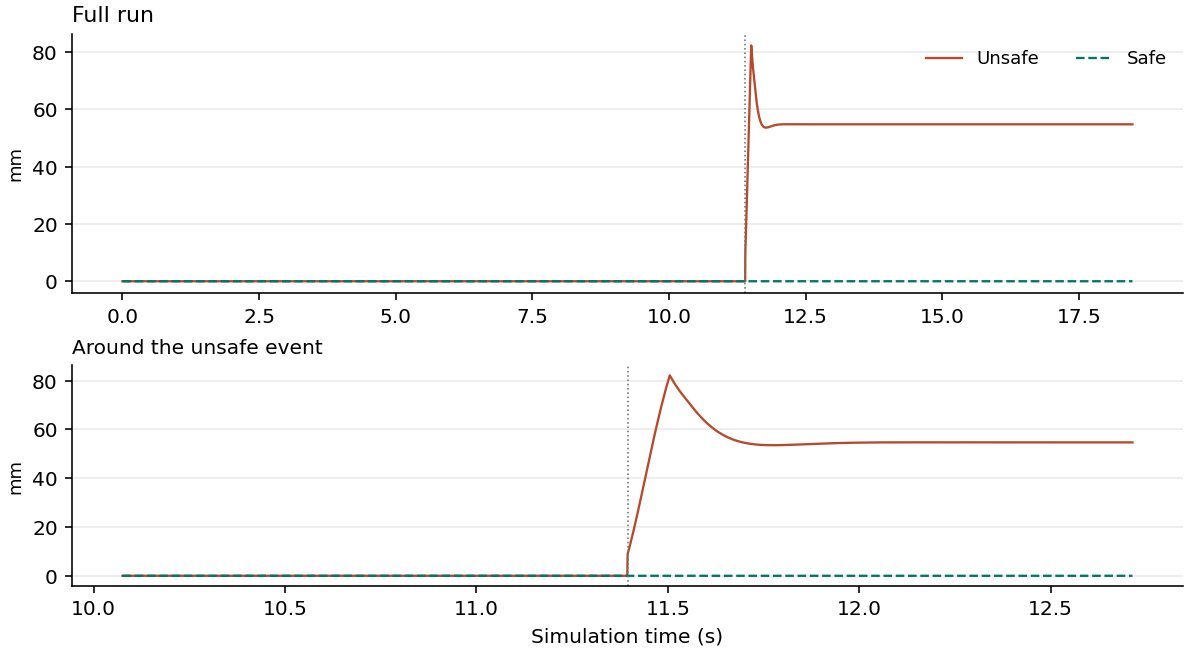 Full run
mm
80
60
40
20
0
Unsafe
Safe
0.0 2.5 5.0 7.5 10.0 12.5 15.0 17.5
Around the unsafe event
mm
80
60
40
20
0
10.0 10.5 11.0 11.5 12.0 12.5
Simulation time (s)